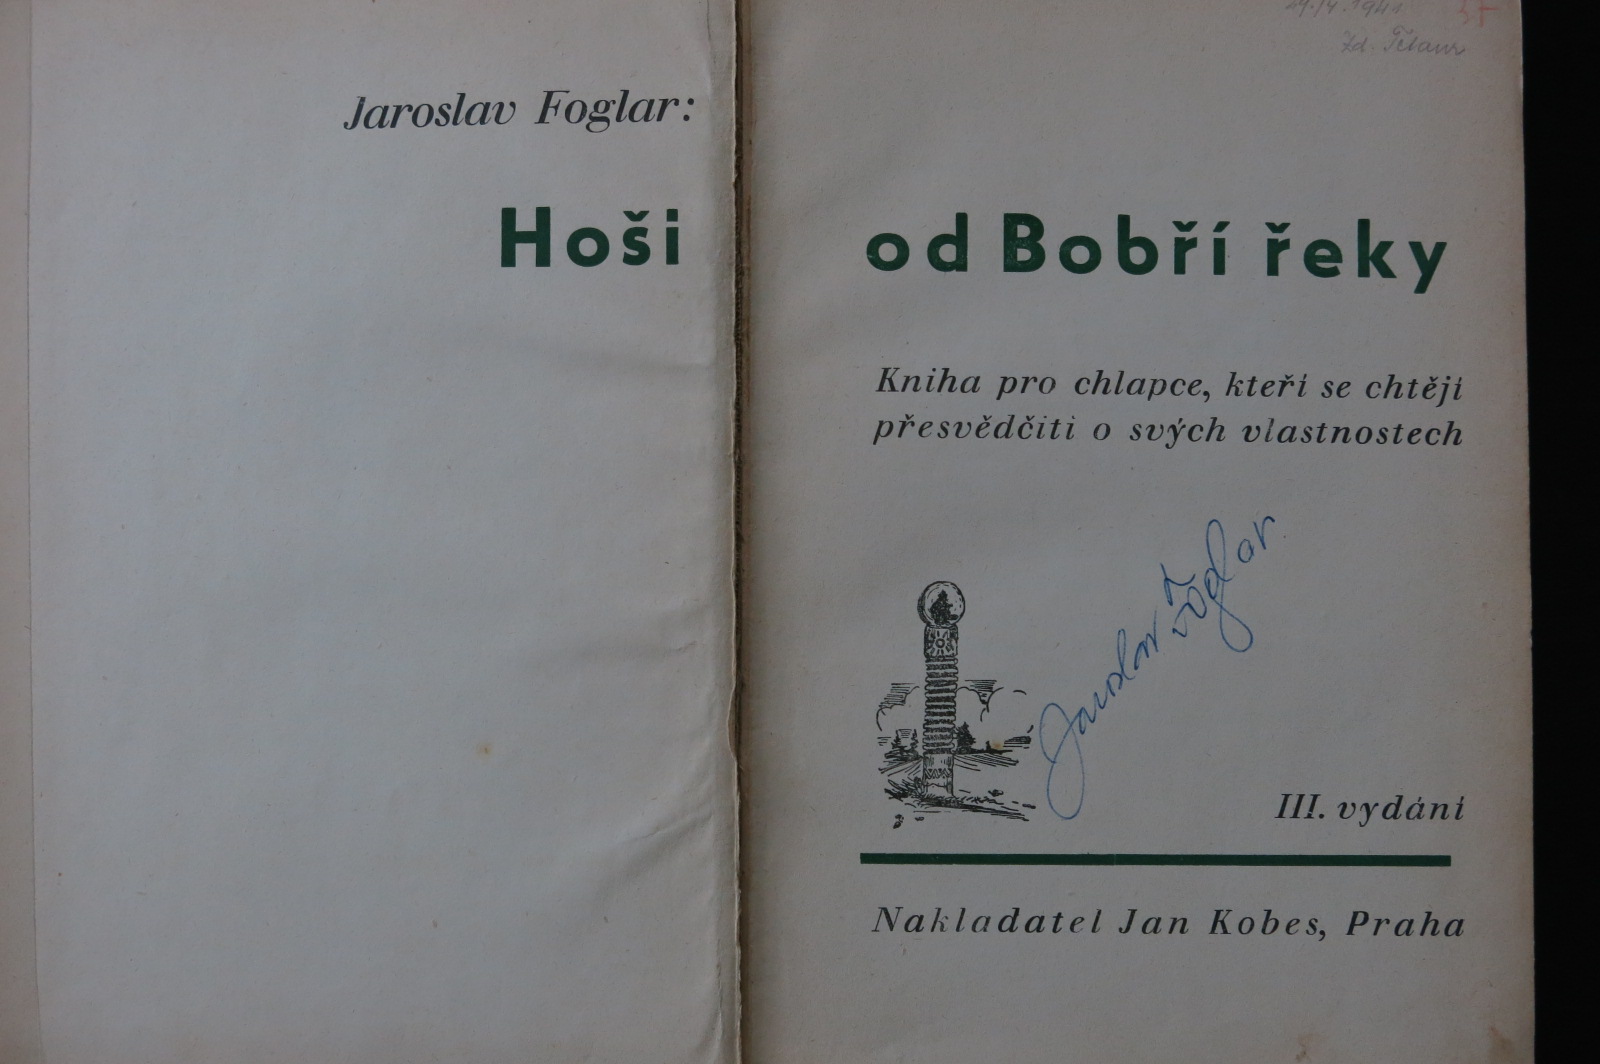 Jaroslav Foglar:
Hoši od Bobří řeky
Kniha pro chlapce, kteří se chtějí
přesvědčiti o svých vlastnostech
Jaroslav Foglar
III. vydání
Nakladatel Jan Kobes, Praha